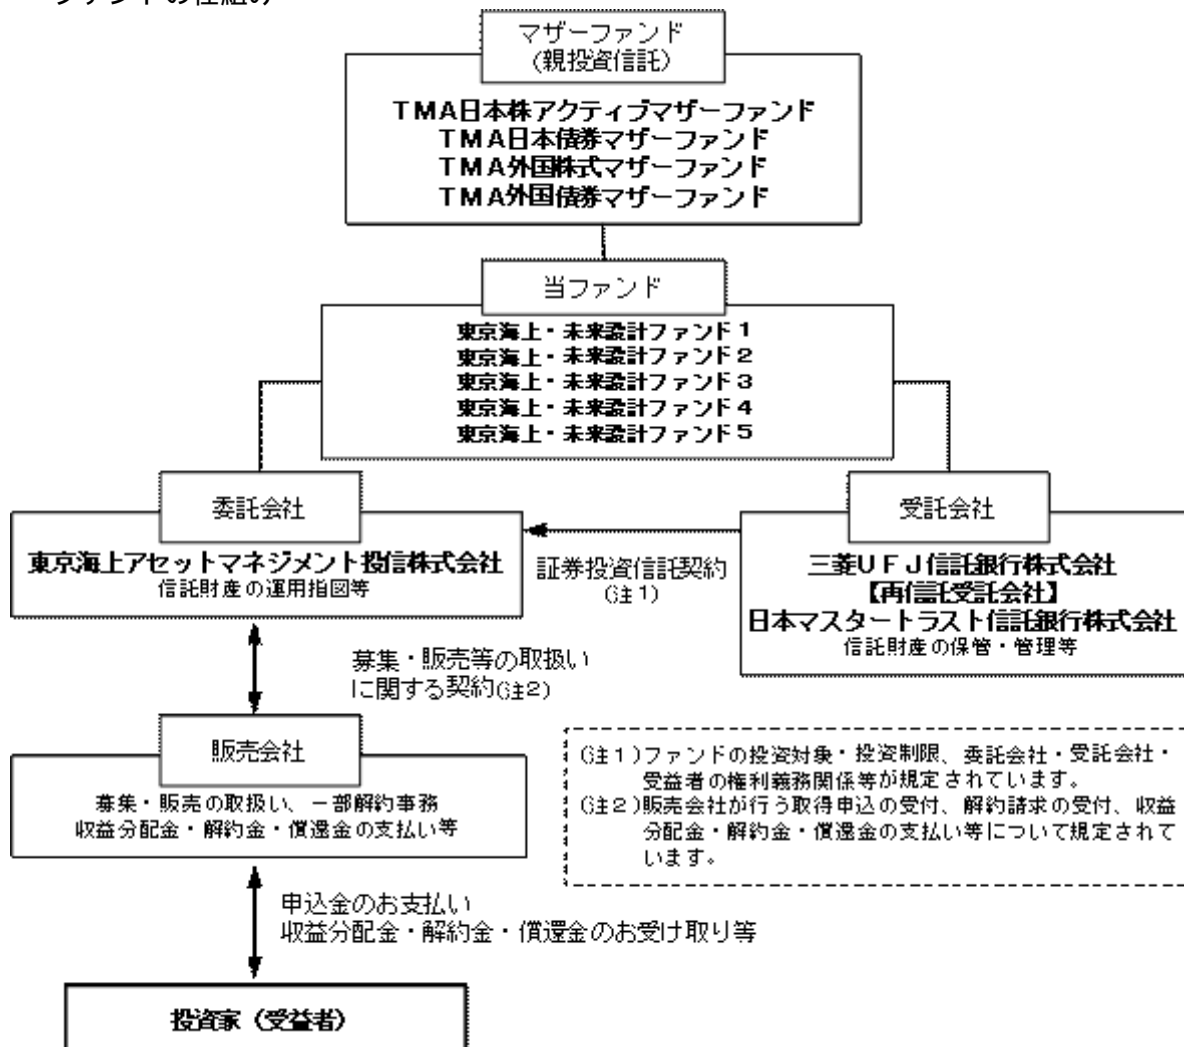 ファンドの仕組み
マザーファンド
(親投資信託)
TMA日本株アクティブマザーファンド
TMA日本債券マザーファンド
TMA外国株式マザーファンド
TMA外国債券マザーファンド
当ファンド
東京海上・未来設計ファンド1
東京海上・未来設計ファンド2
東京海上・未来設計ファンド3
東京海上・未来設計ファンド4
東京海上・未来設計ファンド5
委託会社
東京海上アセットマネジメント投信株式会社
信託財産の運用指図等
証券投資信託契約
(注1)
受託会社
三菱UFJ信託銀行株式会社
【再信託受託会社】
日本マスタートラスト信託銀行株式会社
信託財産の保管・管理等
募集・販売等の取扱い
に関する契約(注2)
販売会社
募集・販売の取扱い、一部解約事務
収益分配金・解約金・償還金の支払い等
(注1)ファンドの投資対象・投資制限、委託会社・受託会社・
受益者の権利義務関係等が規定されています。
(注2)販売会社が行う取得申込の受付、解約請求の受付、収益
分配金・解約金・償還金の支払い等について規定されて
います。
申込金のお支払い
収益分配金・解約金・償還金のお受け取り等
投資家(受益者)